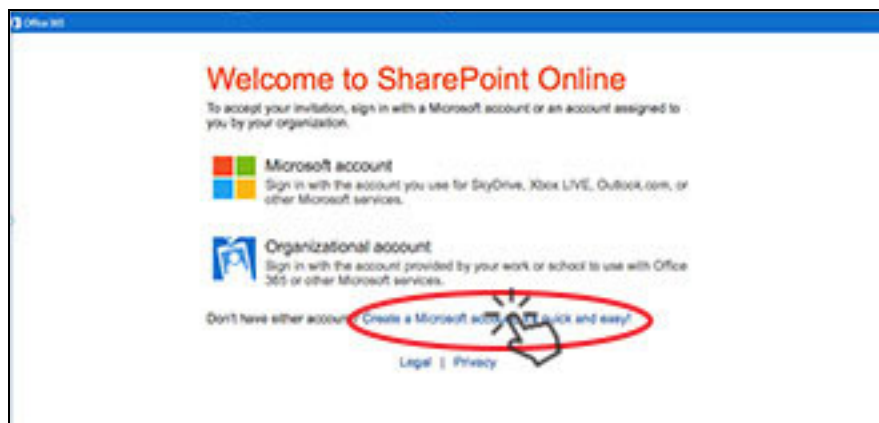 Office 365
Welcome to SharePoint Online
To accept your invitation, sign in with a Microsoft account or an account assigned to
you by your organization.
Microsoft account
Sign in with the account you use for SkyDrive, Xbox LIVE, Outlook.com, or
other Microsoft services.
Organizational account
Sign in with the account provided by your work or school to use with Office
365 or other Microsoft services.
Don't have either account? Create a Microsoft quick and easy!
Legal | Privacy